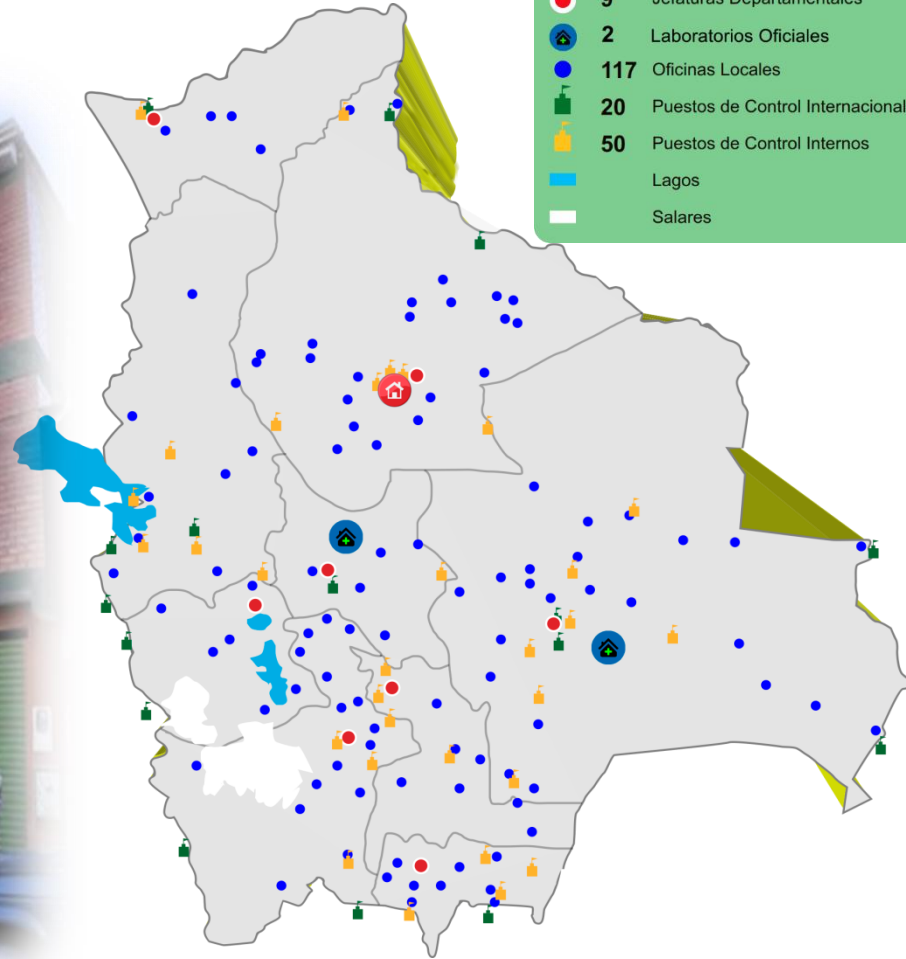 9 Jefaturas Departamentales
2 Laboratorios Oficiales
117 Oficinas Locales
20 Puestos de Control Internacional
50 Puestos de Control Internos
Lagos
Salares